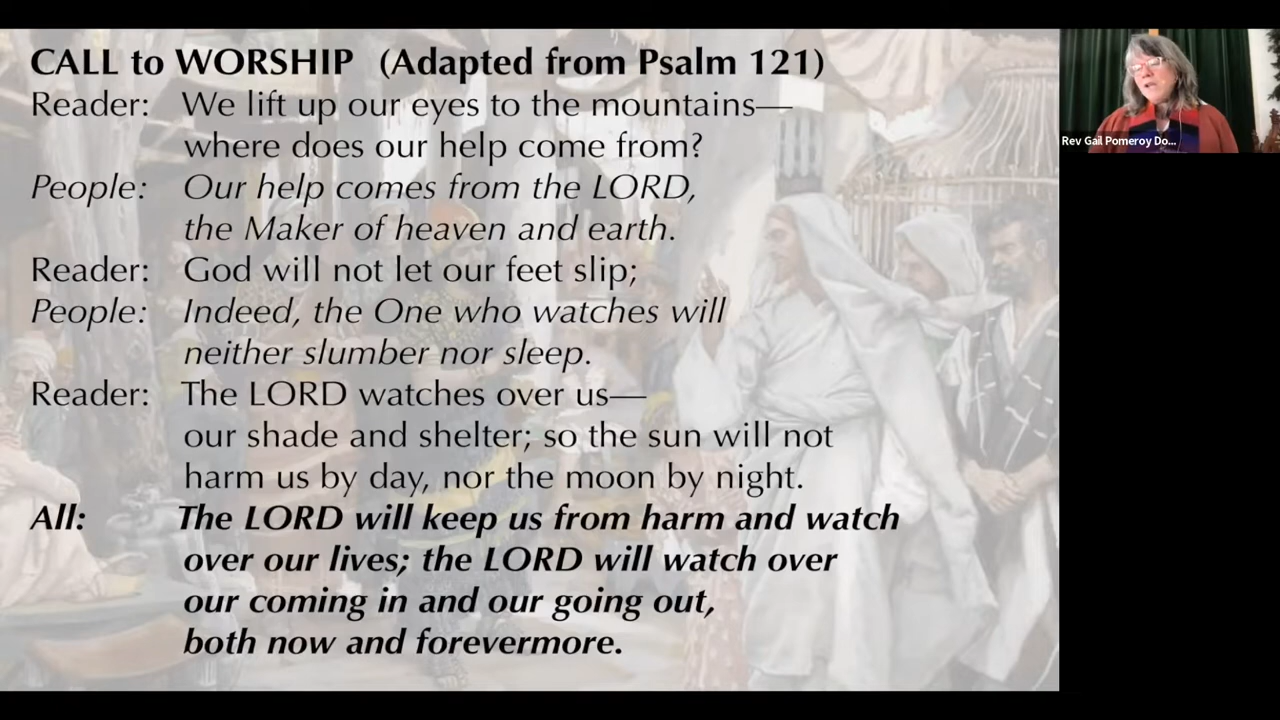 CALL to WORSHIP (Adapted from Psalm 121)
Reader: We lift up our eyes to the mountains—
where does our help come from?
People: Our help comes from the LORD,
the Maker of heaven and earth.
Reader: God will not let our feet slip;
People: Indeed, the One who watches will
neither slumber nor sleep.
Reader: The LORD watches over us—
our shade and shelter; so the sun will not
harm us by day, nor the moon by night.
All: The LORD will keep us from harm and watch
over our lives; the LORD will watch over
our coming in and our going out,
both now and forevermore.
Rev Gail Pomeroy Do...